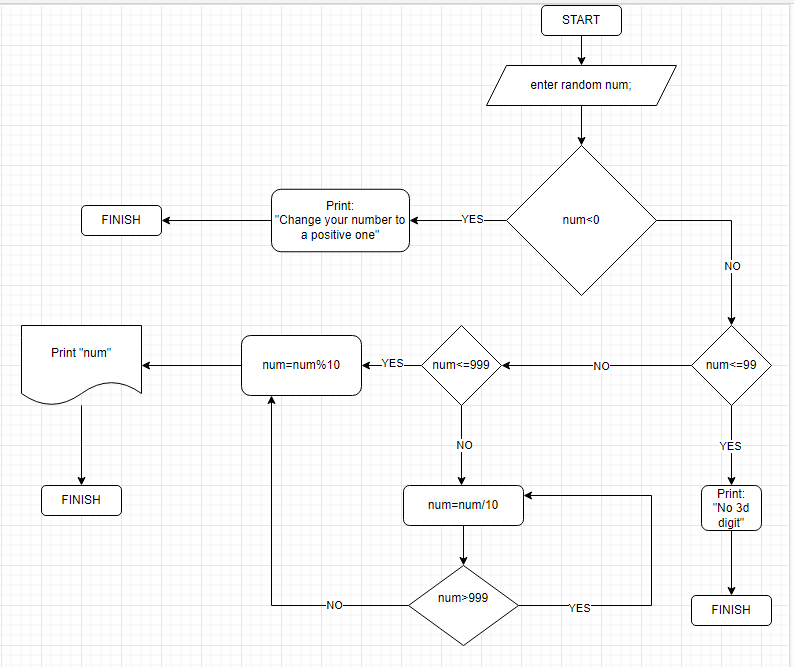 START
enter random num;
num<0
YES
Print:
"Change your number to
a positive one"
FINISH
NO
num<=99
NO
num<=999
YES
num=num%10
Print "num"
FINISH
YES
Print:
"No 3d
digit"
FINISH
NO
num=num/10
num>999
YES
NO